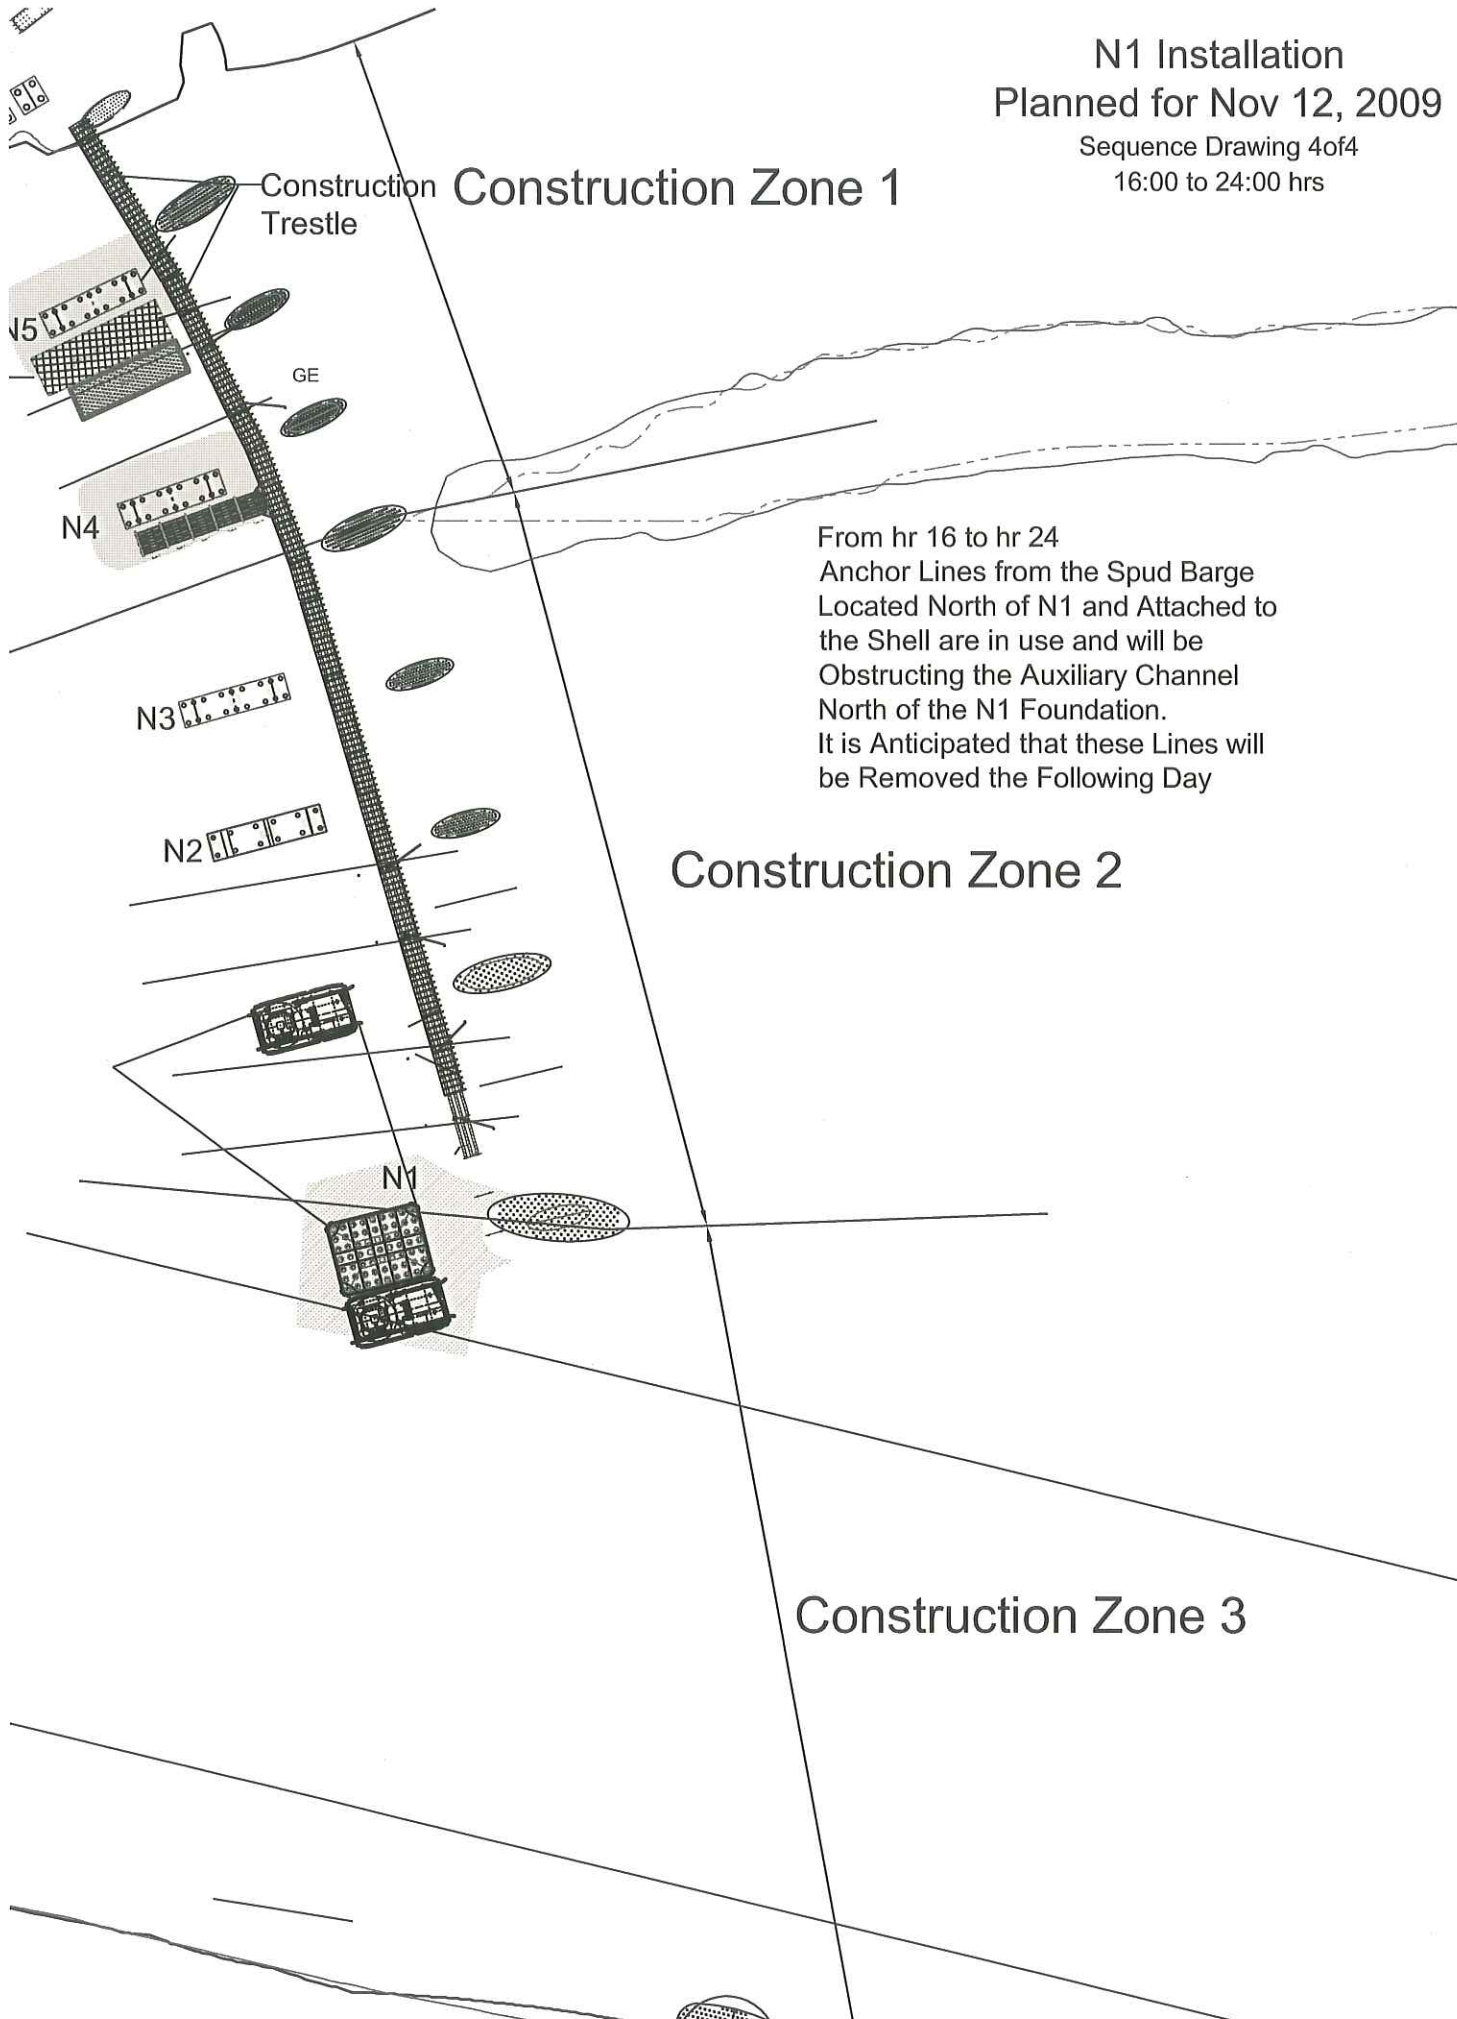 N1 Installation
Planned for Nov 12, 2009
Sequence Drawing 4of4
16:00 to 24:00 hrs
Construction
Trestle
Construction Zone 1
N5
GE
N4
From hr 16 to hr 24
Anchor Lines from the Spud Barge
Located North of N1 and Attached to
the Shell are in use and will be
Obstructing the Auxiliary Channel
North of the N1 Foundation.
It is Anticipated that these Lines will
be Removed the Following Day
N3
N2
Construction Zone 2
N1
Construction Zone 3